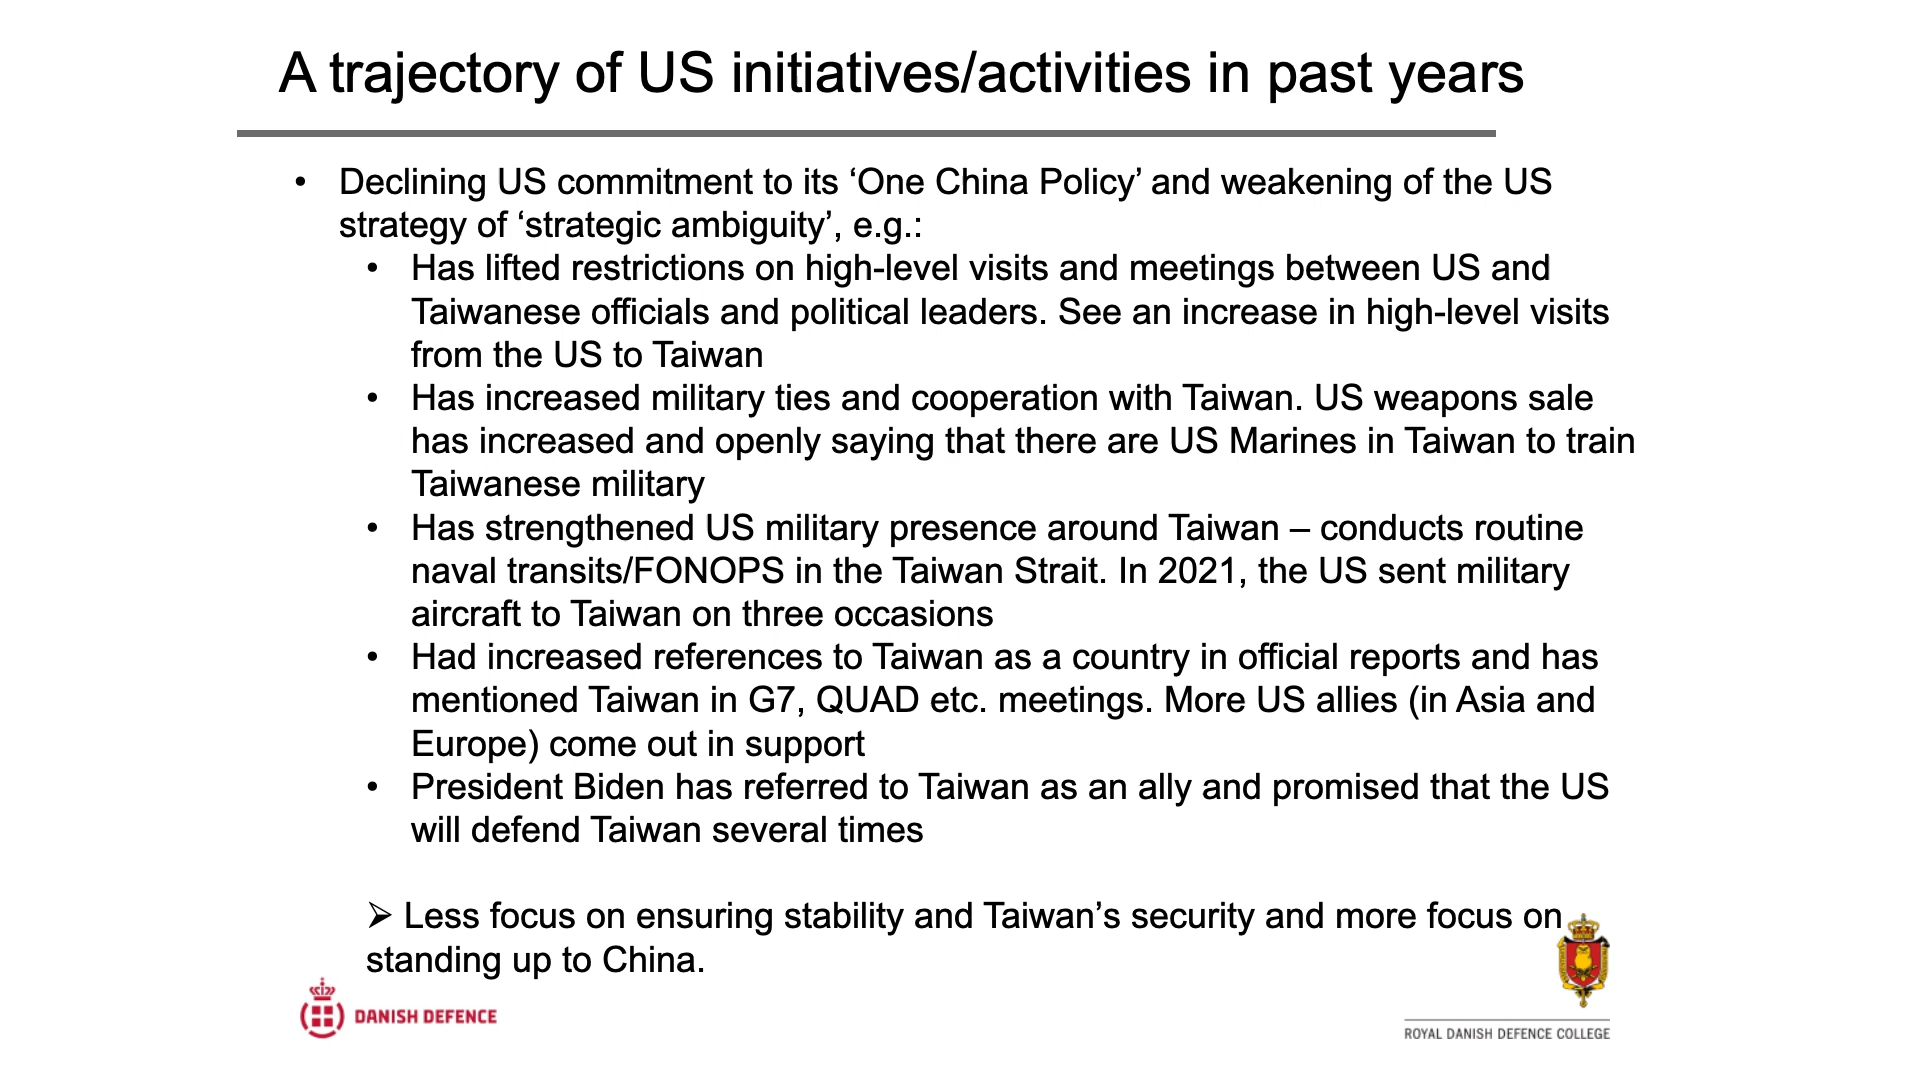 A trajectory of US initiatives/activities in past years
• Declining US commitment to its ‘One China Policy’ and weakening of the US
strategy of ‘strategic ambiguity’, e.g.:
• Has lifted restrictions on high-level visits and meetings between US and
Taiwanese officials and political leaders. See an increase in high-level visits
from the US to Taiwan
• Has increased military ties and cooperation with Taiwan. US weapons sale
has increased and openly saying that there are US Marines in Taiwan to train
Taiwanese military
• Has strengthened US military presence around Taiwan – conducts routine
naval transits/FONOPS in the Taiwan Strait. In 2021, the US sent military
aircraft to Taiwan on three occasions
• Had increased references to Taiwan as a country in official reports and has
mentioned Taiwan in G7, QUAD etc. meetings. More US allies (in Asia and
Europe) come out in support
• President Biden has referred to Taiwan as an ally and promised that the US
will defend Taiwan several times
➢ Less focus on ensuring stability and Taiwan’s security and more focus on
standing up to China.
DANISH DEFENCE
ROYAL DANISH DEFENCE COLLEGE